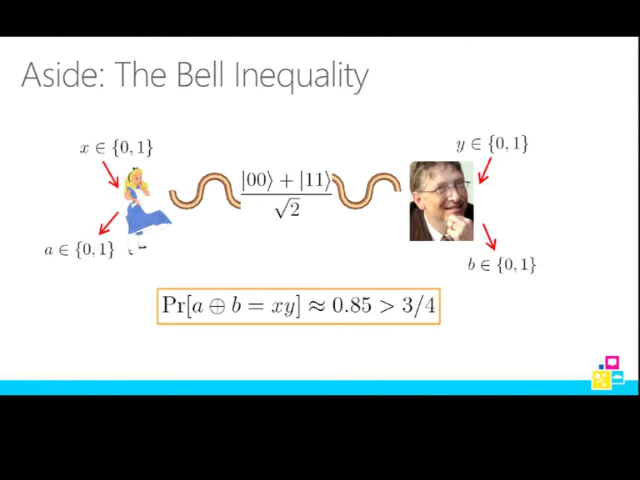 Aside: The Bell Inequality
x ∈ {0, 1}
y ∈ {0, 1}
|00⟩ + |11⟩
√2
a ∈ {0, 1}
b ∈ {0, 1}
Pr[a ⊕ b = xy] ≈ 0.85 > 3/4